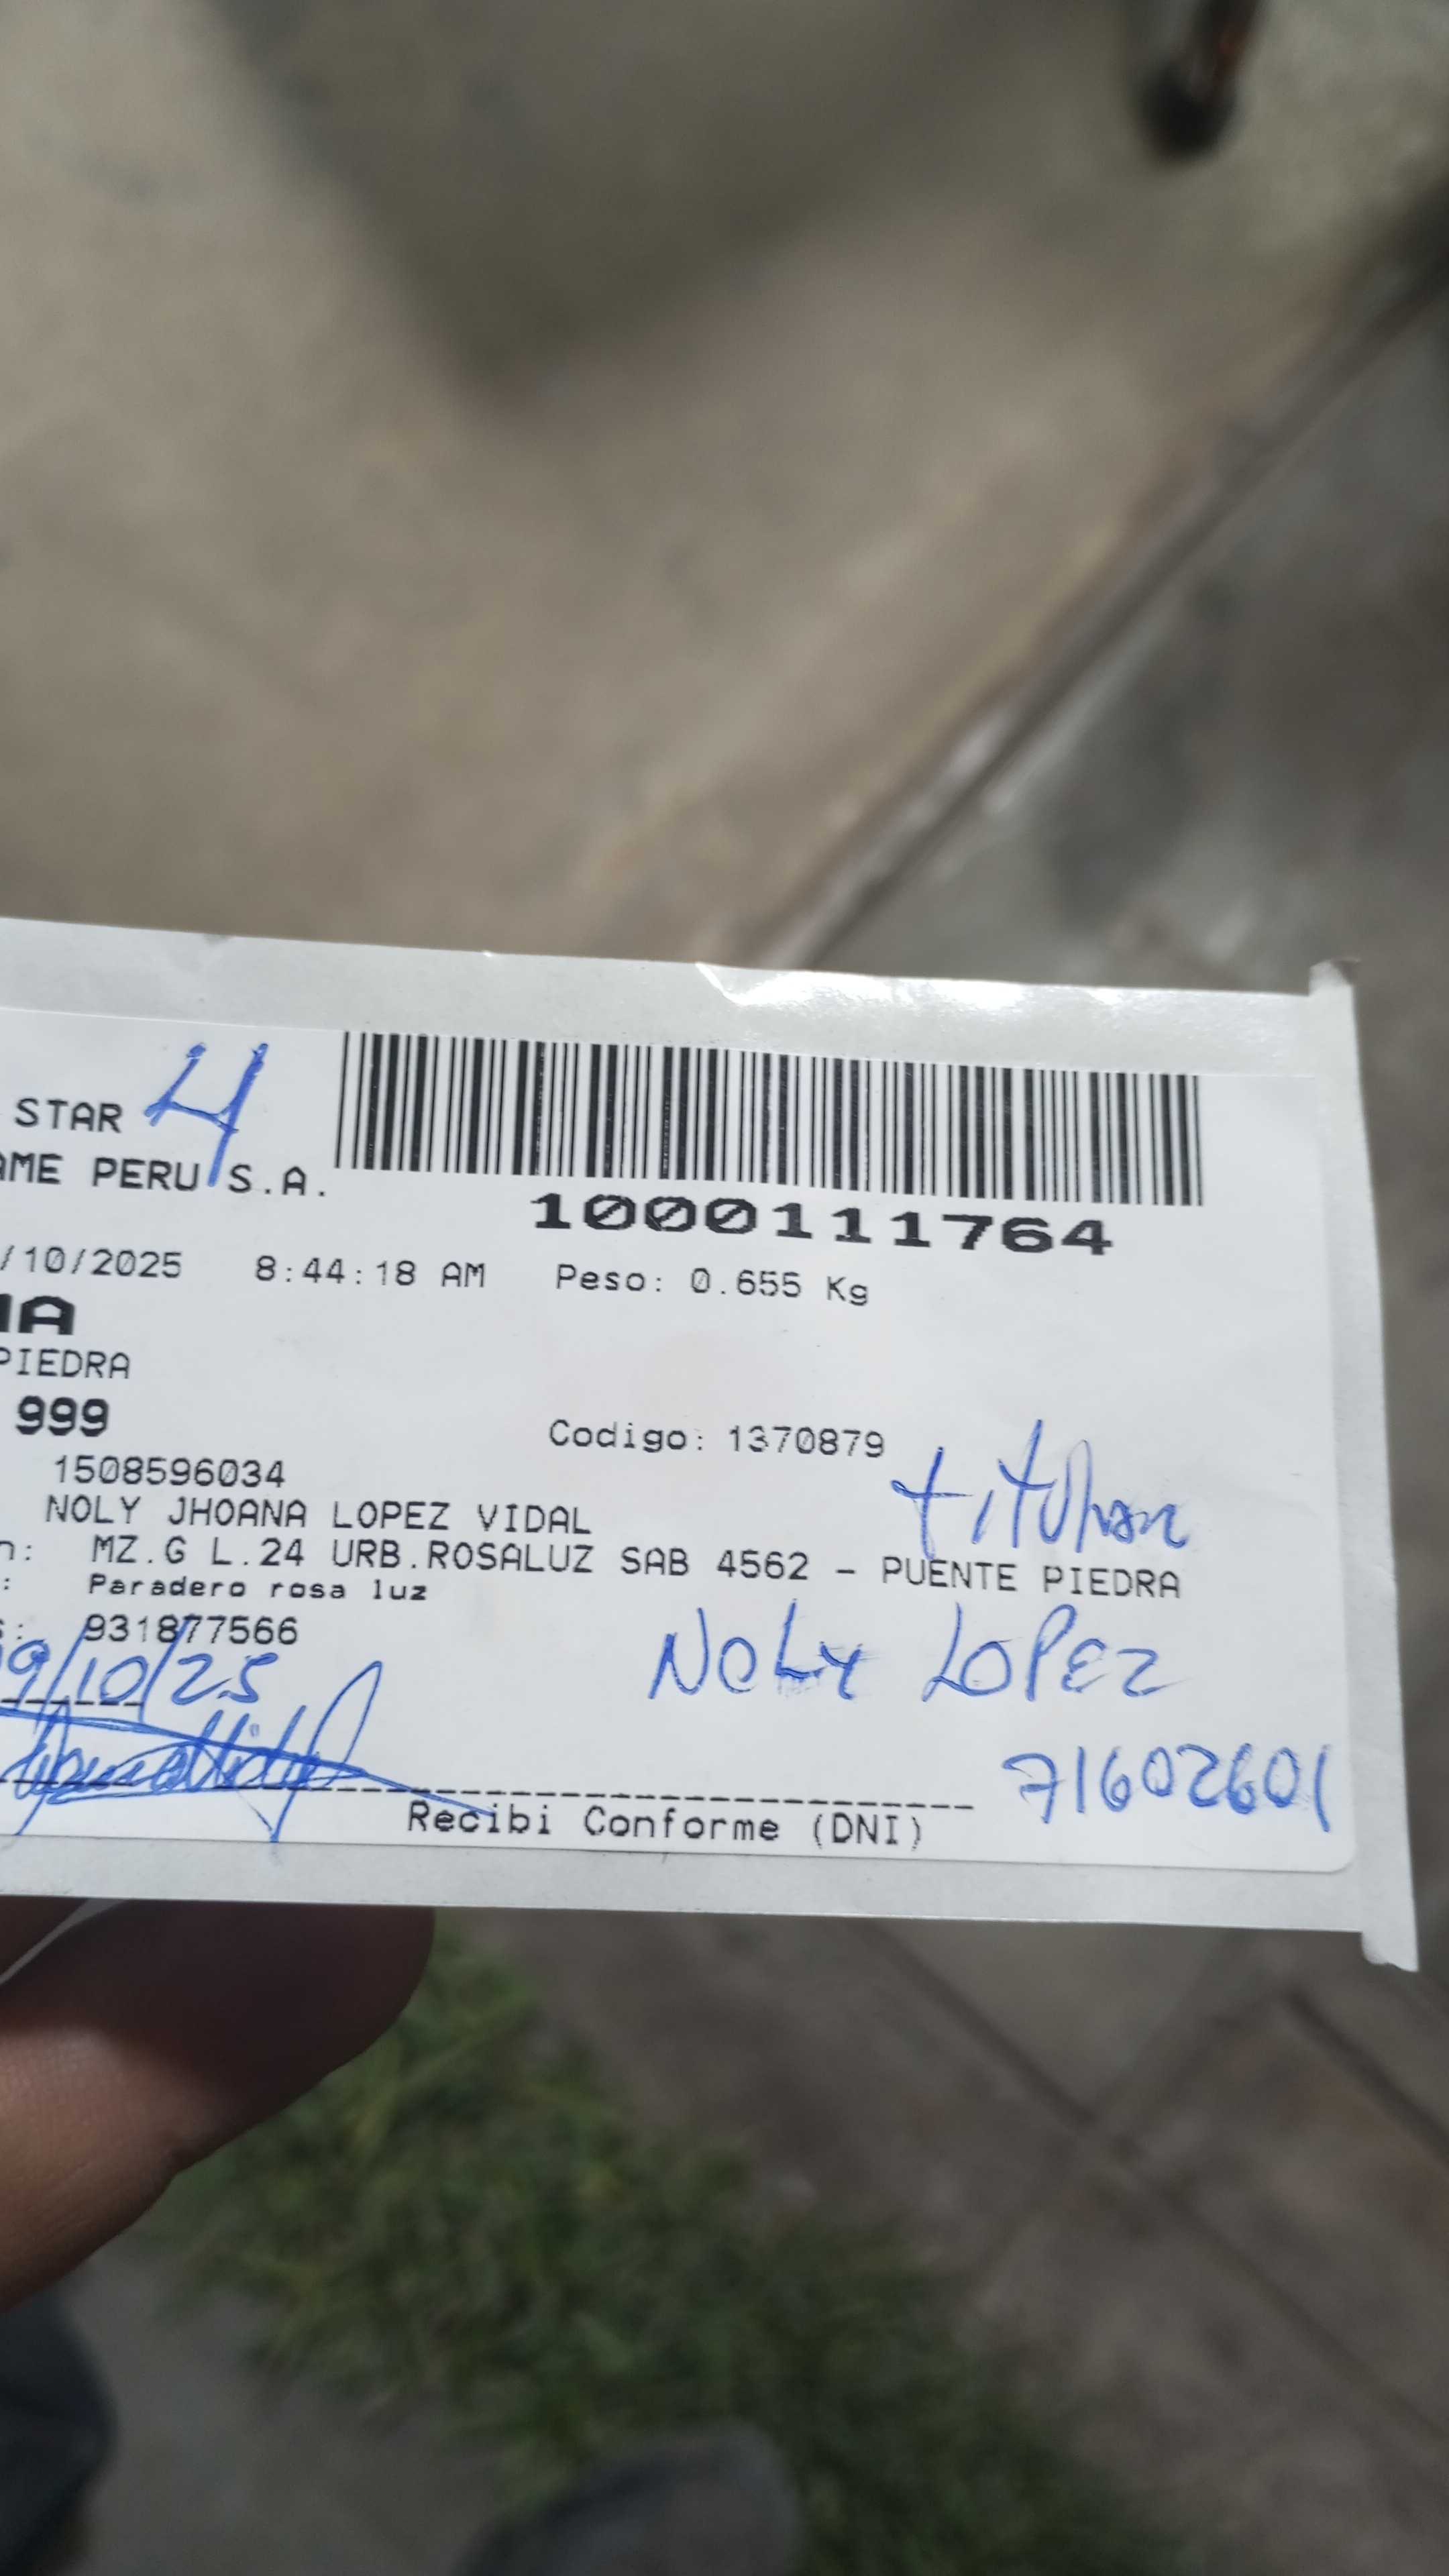 STAR 4
AME PERU S.A.
1000111764
/10/2025 8:44:18 AM Peso: 0.655 Kg
NA
PIEDRA
999 Codigo: 1370879
1508596034
NOLY JHOANA LOPEZ VIDAL titular
n: MZ.G L.24 URB.ROSALUZ SAB 4562 - PUENTE PIEDRA
: Paradero rosa luz
s: 931877566
9/10/25 NOLY LOPEZ
71602601
Recibi Conforme (DNI)